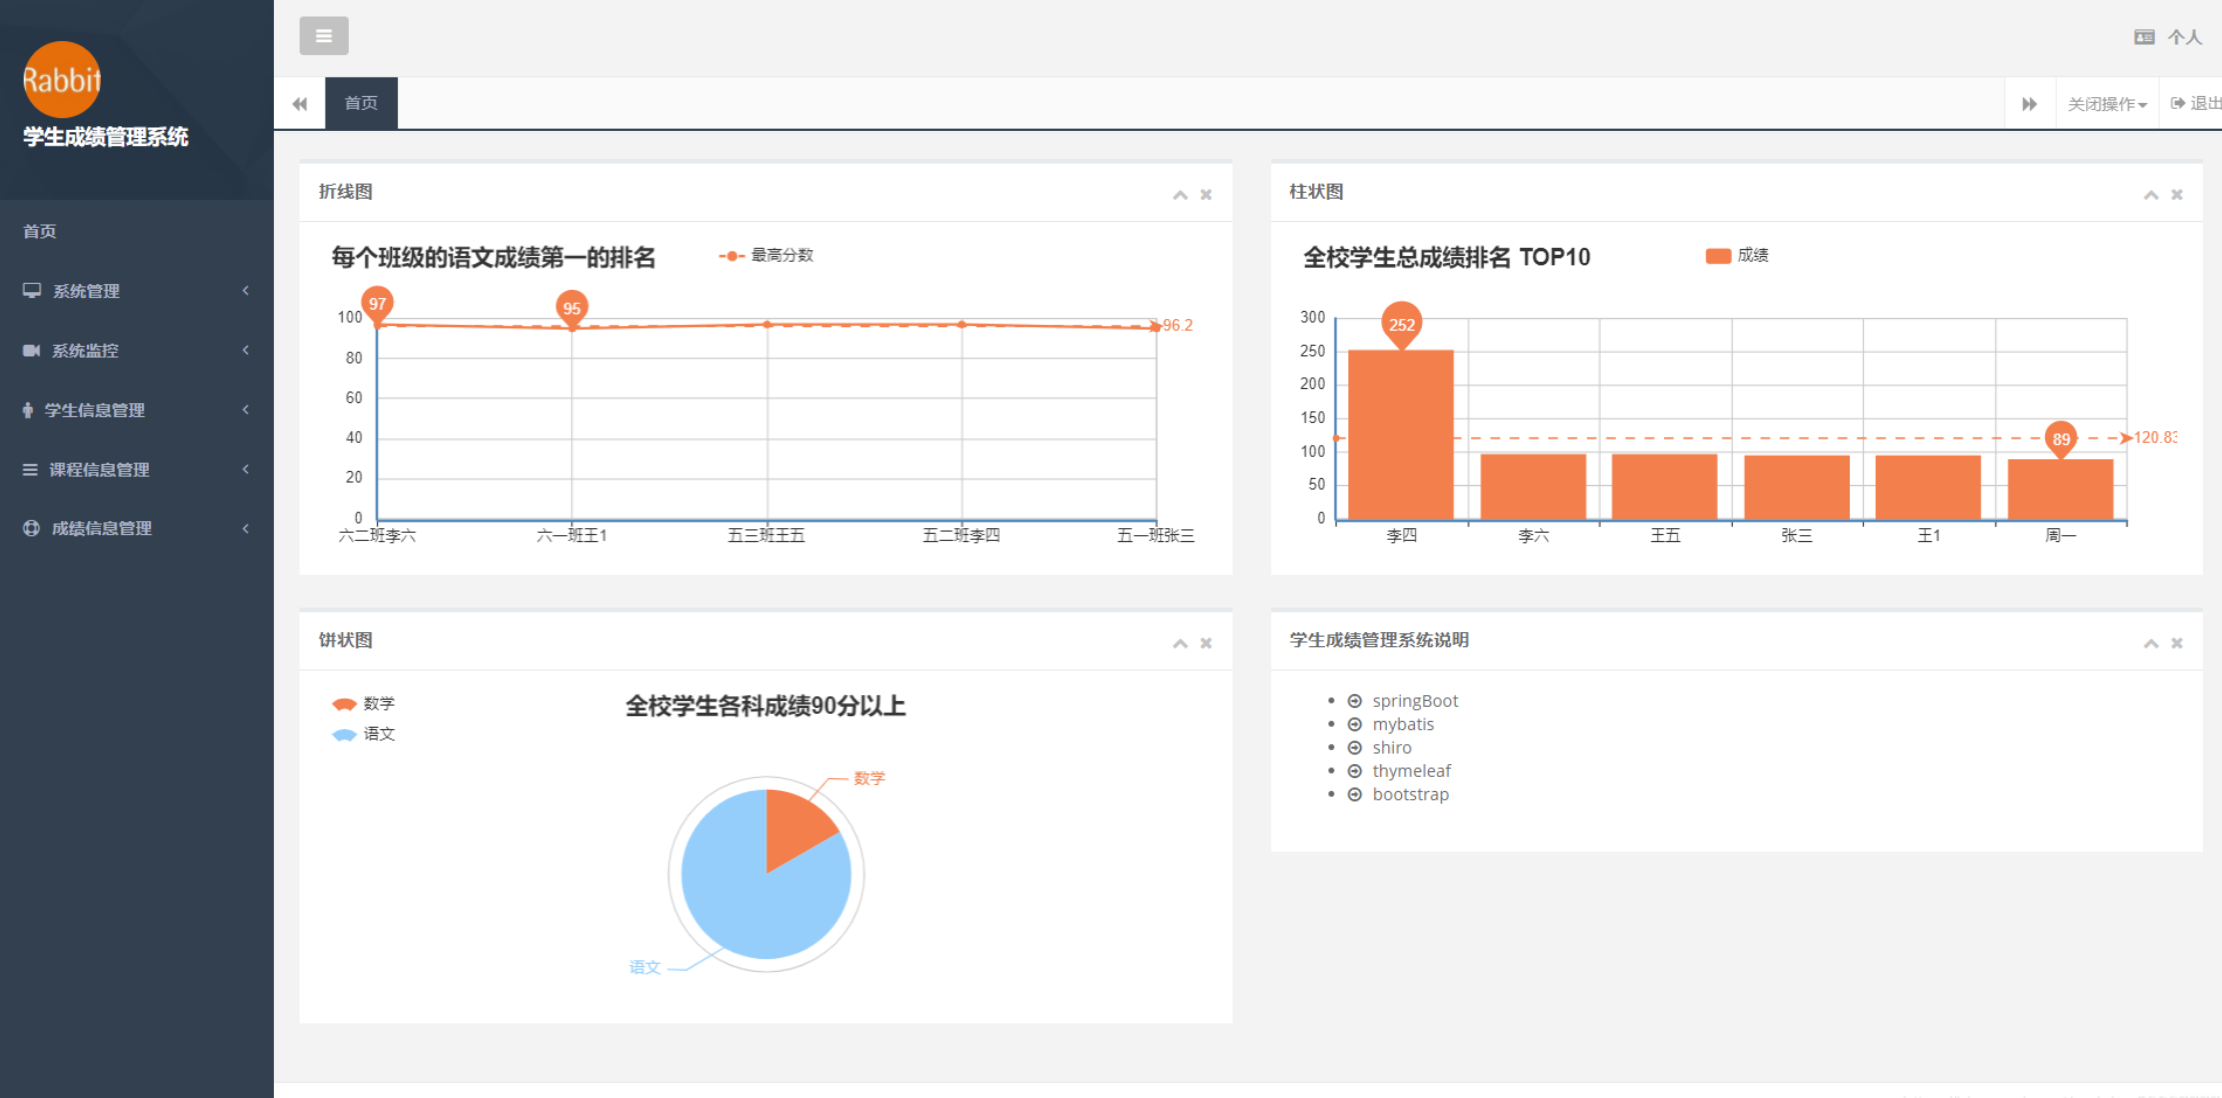 Rabbit
学生成绩管理系统
首页
系统管理
系统监控
学生信息管理
课程信息管理
成绩信息管理
个人
首页
关闭操作
退出
折线图
每个班级的语文成绩第一的排名
最高分数
97
95
96.2
100
80
60
40
20
0
六二班李六 六一班王1 五三班王五 五二班李四 五一班张三
柱状图
全校学生总成绩排名 TOP10
成绩
252
89
120.83
300
250
200
150
100
50
0
李四 李六 王五 张三 王1 周一
饼状图
数学
语文
全校学生各科成绩90分以上
数学
语文
学生成绩管理系统说明
springBoot
mybatis
shiro
thymeleaf
bootstrap